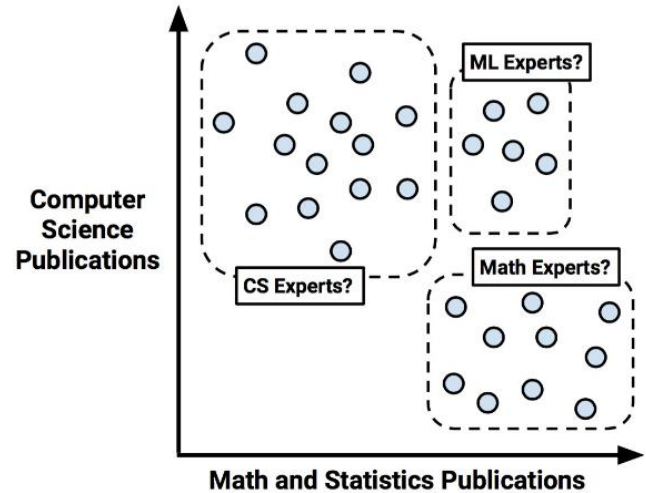 ML Experts?
Computer
Science
Publications
Math Experts?
CS Experts?
Math and Statistics Publications